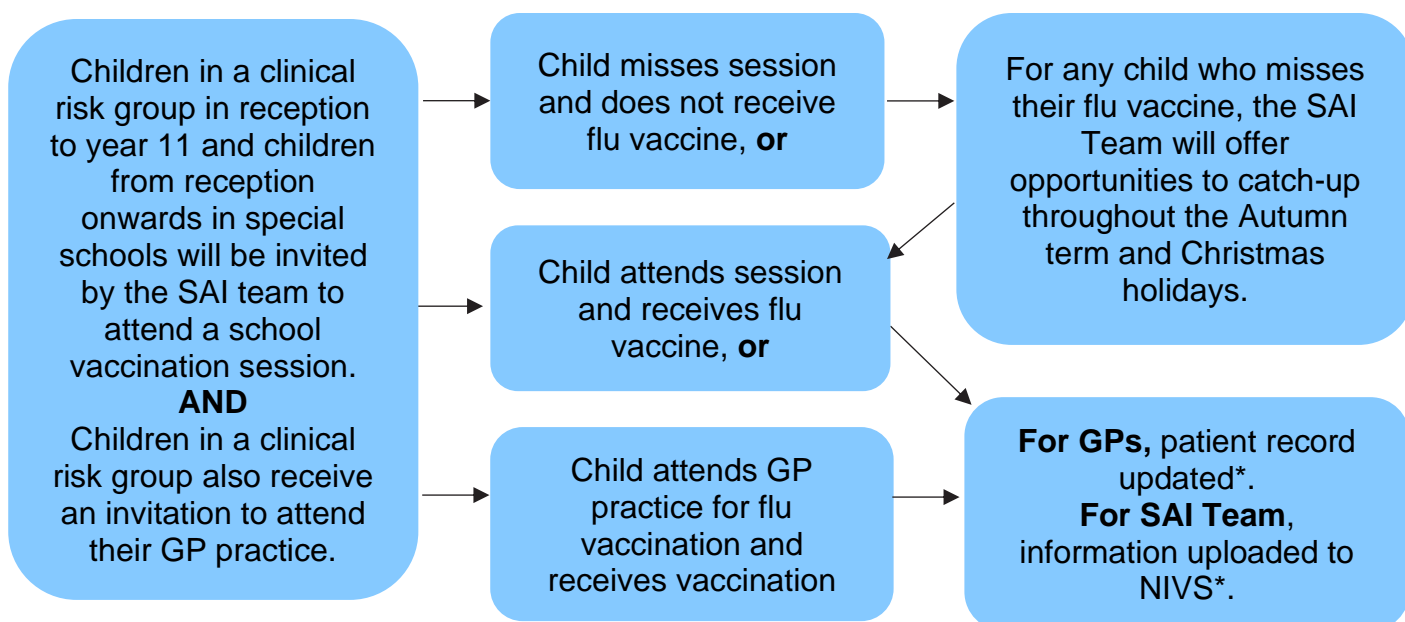 Children in a clinical
risk group in reception
to year 11 and children
from reception
onwards in special
schools will be invited
by the SAI team to
attend a school
vaccination session.
AND
Children in a clinical
risk group also receive
an invitation to attend
their GP practice.
Child misses session
and does not receive
flu vaccine, or
For any child who misses
their flu vaccine, the SAI
Team will offer
opportunities to catch-up
throughout the Autumn
term and Christmas
holidays.
Child attends session
and receives flu
vaccine, or
Child attends GP
practice for flu
vaccination and
receives vaccination
For GPs, patient record
updated*.
For SAI Team,
information uploaded to
NIVS*.